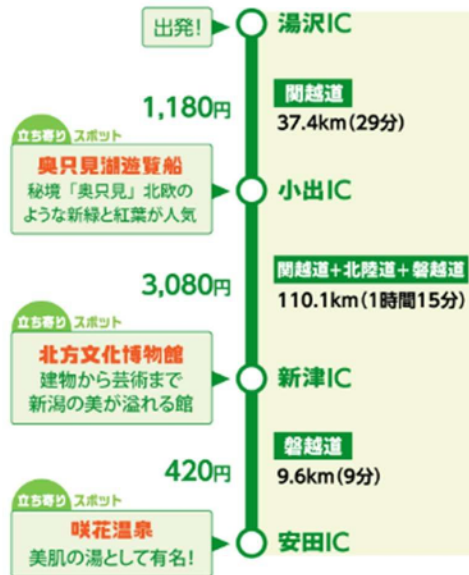 出発!
湯沢IC
関越道
1,180円
37.4km(29分)
立ち寄りスポット
奥只見湖遊覧船
秘境「奥只見」北欧の
ような新緑と紅葉が人気
小出IC
関越道+北陸道+磐越道
3,080円
110.1km(1時間15分)
立ち寄りスポット
北方文化博物館
建物から芸術まで
新潟の美が溢れる館
新津IC
磐越道
420円
9.6km(9分)
立ち寄りスポット
咲花温泉
美肌の湯として有名!
安田IC